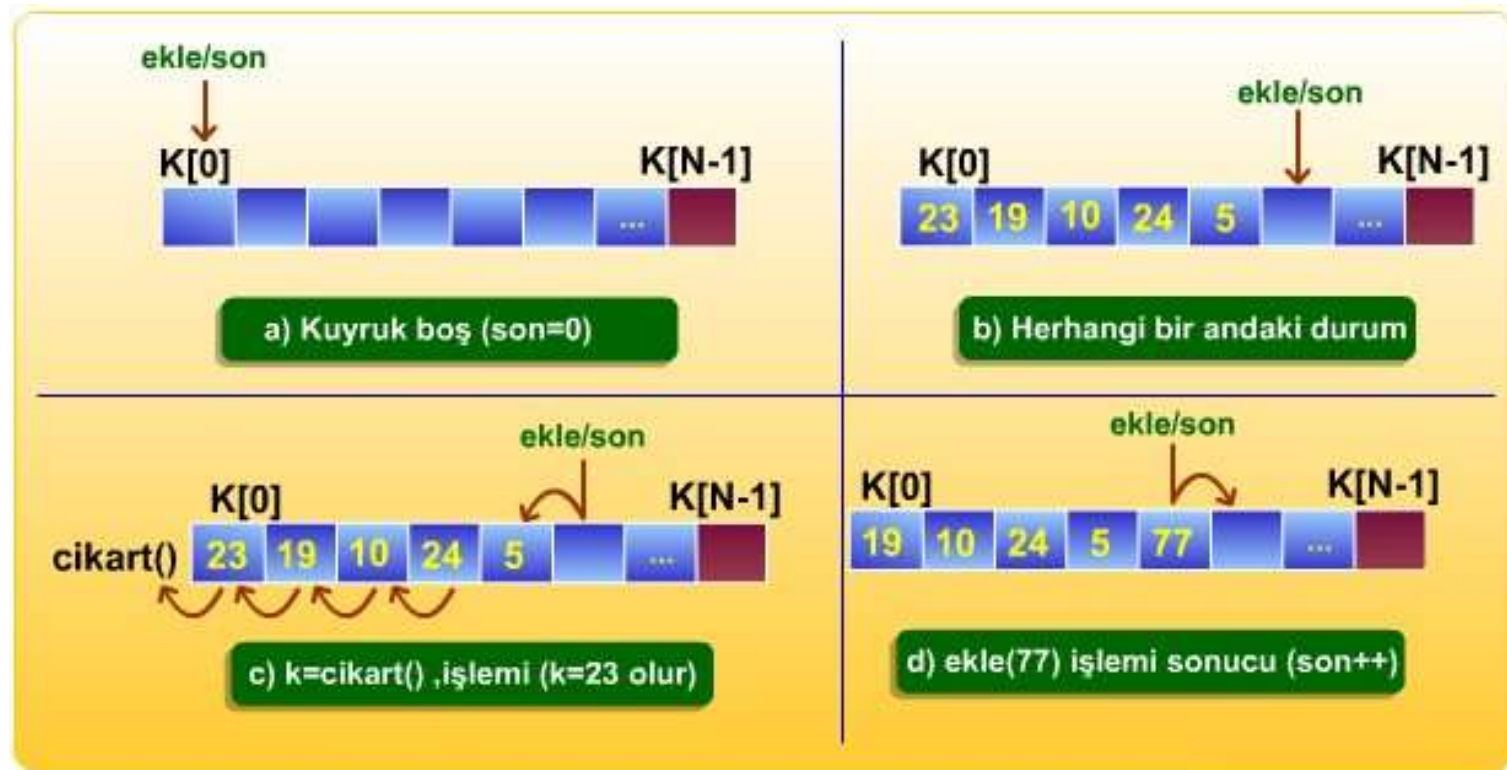 ekle/son
K[0] K[N-1]
...
a) Kuyruk boş (son=0)
ekle/son
K[0] K[N-1]
23 19 10 24 5 ...
b) Herhangi bir andaki durum
ekle/son
K[0] K[N-1]
cikart() 23 19 10 24 5 ...
c) k=cikart() ,işlemi (k=23 olur)
ekle/son
K[0] K[N-1]
19 10 24 5 77 ...
d) ekle(77) işlemi sonucu (son++)